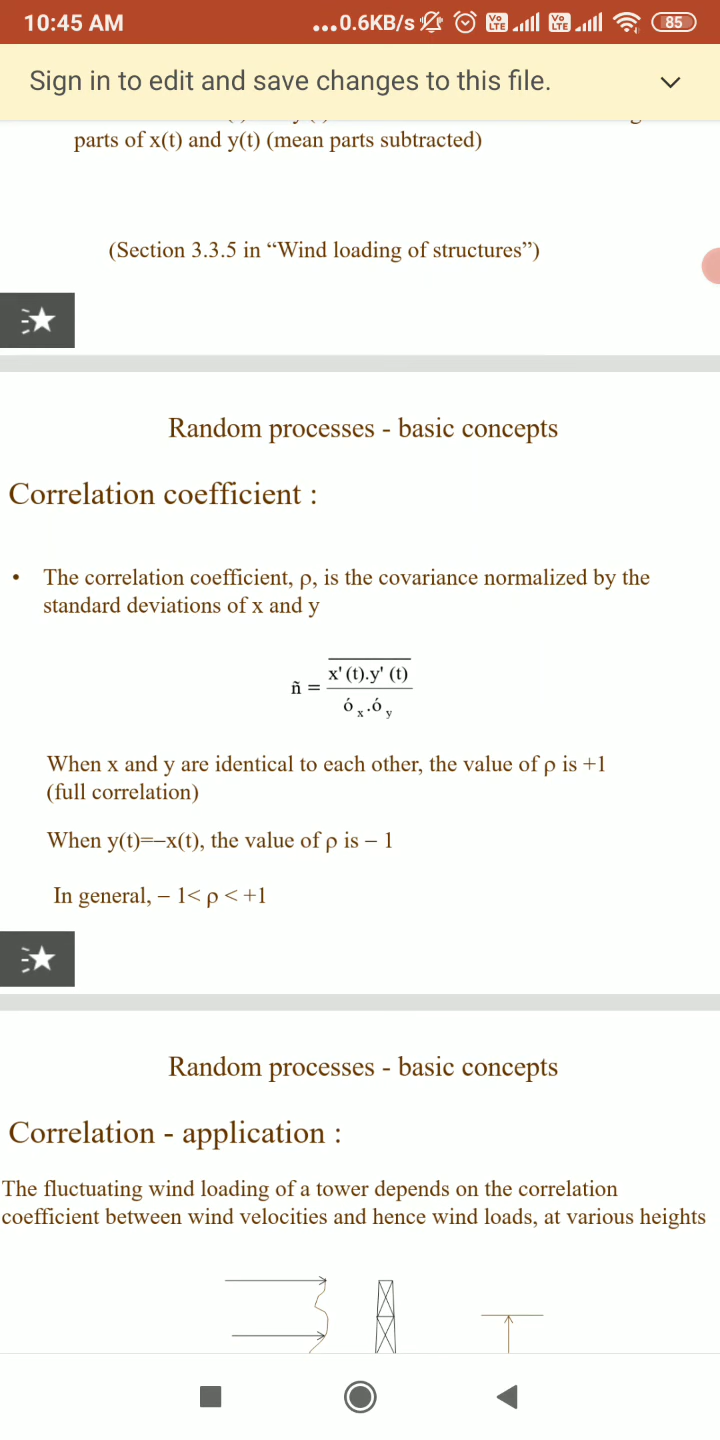 10:45 AM
...0.6KB/s
Vo LTE
Vo LTE
85
Sign in to edit and save changes to this file.
parts of x(t) and y(t) (mean parts subtracted)
(Section 3.3.5 in “Wind loading of structures”)
Random processes - basic concepts
Correlation coefficient :
• The correlation coefficient, ρ, is the covariance normalized by the
standard deviations of x and y
x' (t).y' (t)
ñ =
ó x .ó y
When x and y are identical to each other, the value of ρ is +1
(full correlation)
When y(t)=−x(t), the value of ρ is − 1
In general, − 1< ρ < +1
Random processes - basic concepts
Correlation - application :
The fluctuating wind loading of a tower depends on the correlation
coefficient between wind velocities and hence wind loads, at various heights